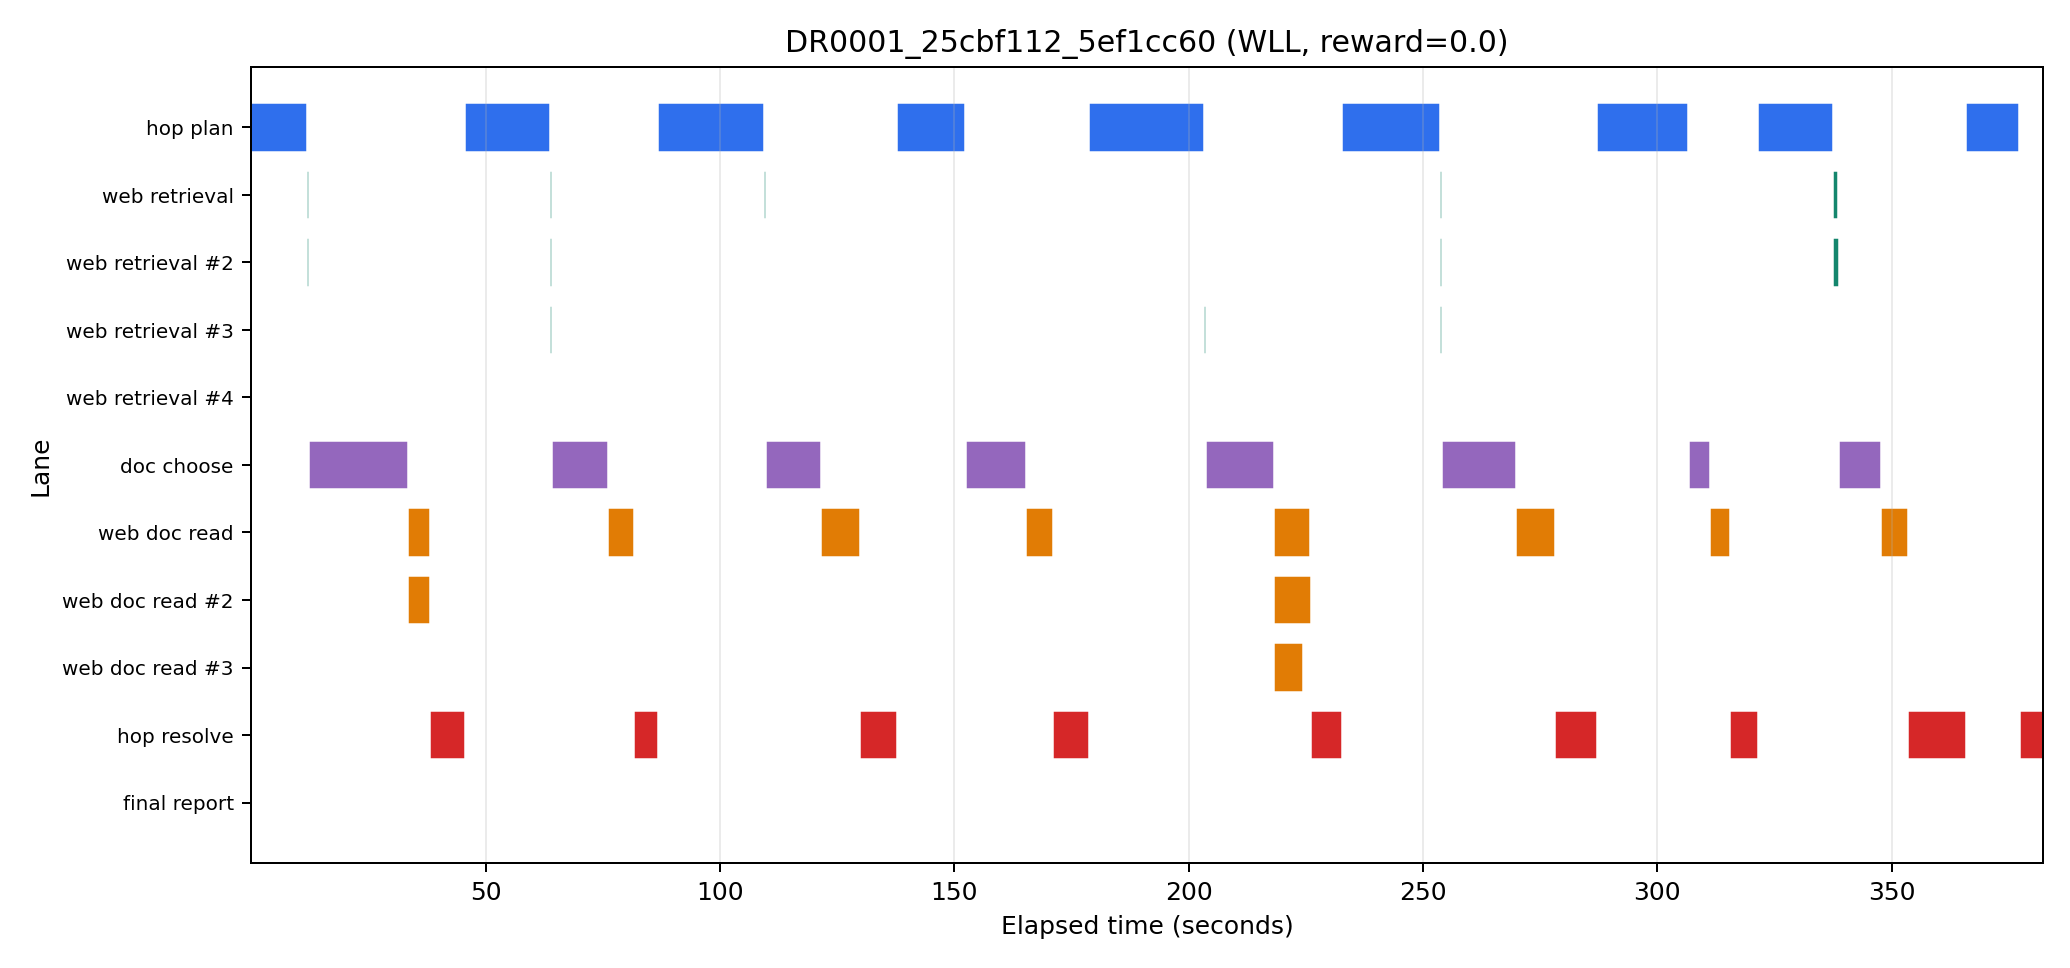 DR0001_25cbf112_5ef1cc60 (WLL, reward=0.0)
hop plan
web retrieval
web retrieval #2
web retrieval #3
web retrieval #4
doc choose
web doc read
web doc read #2
web doc read #3
hop resolve
final report
Lane
50 100 150 200 250 300 350
Elapsed time (seconds)